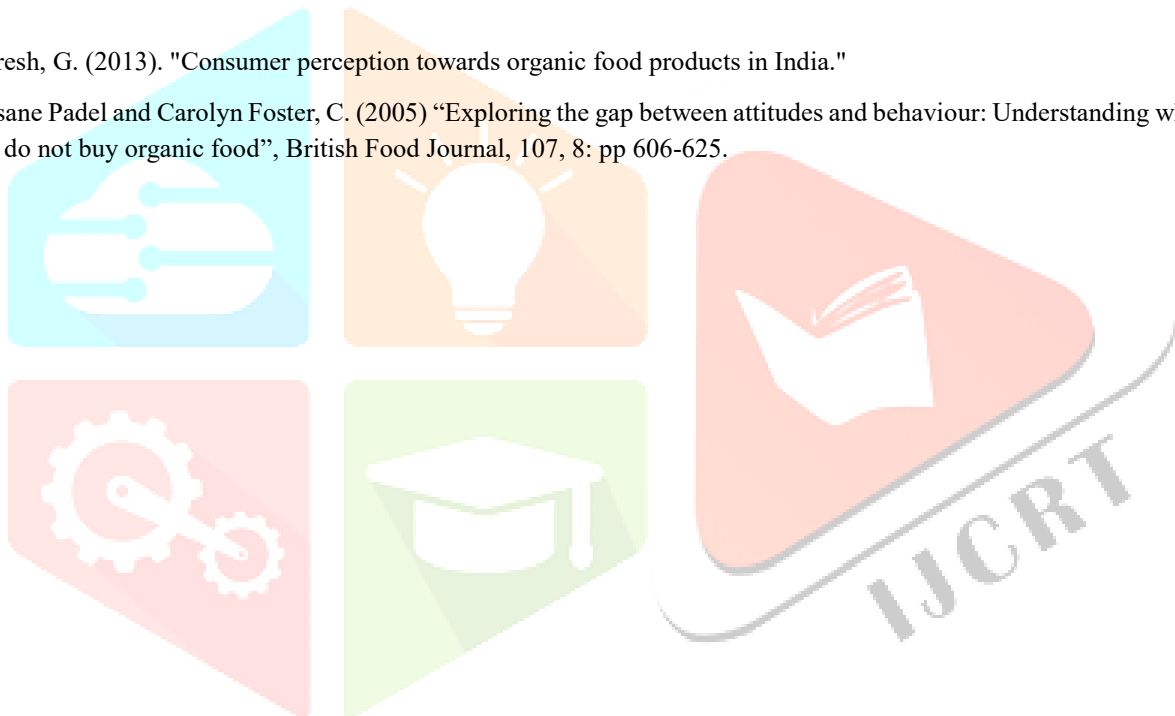 resh, G. (2013). "Consumer perception towards organic food products in India."
sane Padel and Carolyn Foster, C. (2005) “Exploring the gap between attitudes and behaviour: Understanding w
do not buy organic food”, British Food Journal, 107, 8: pp 606-625.
IJCRT